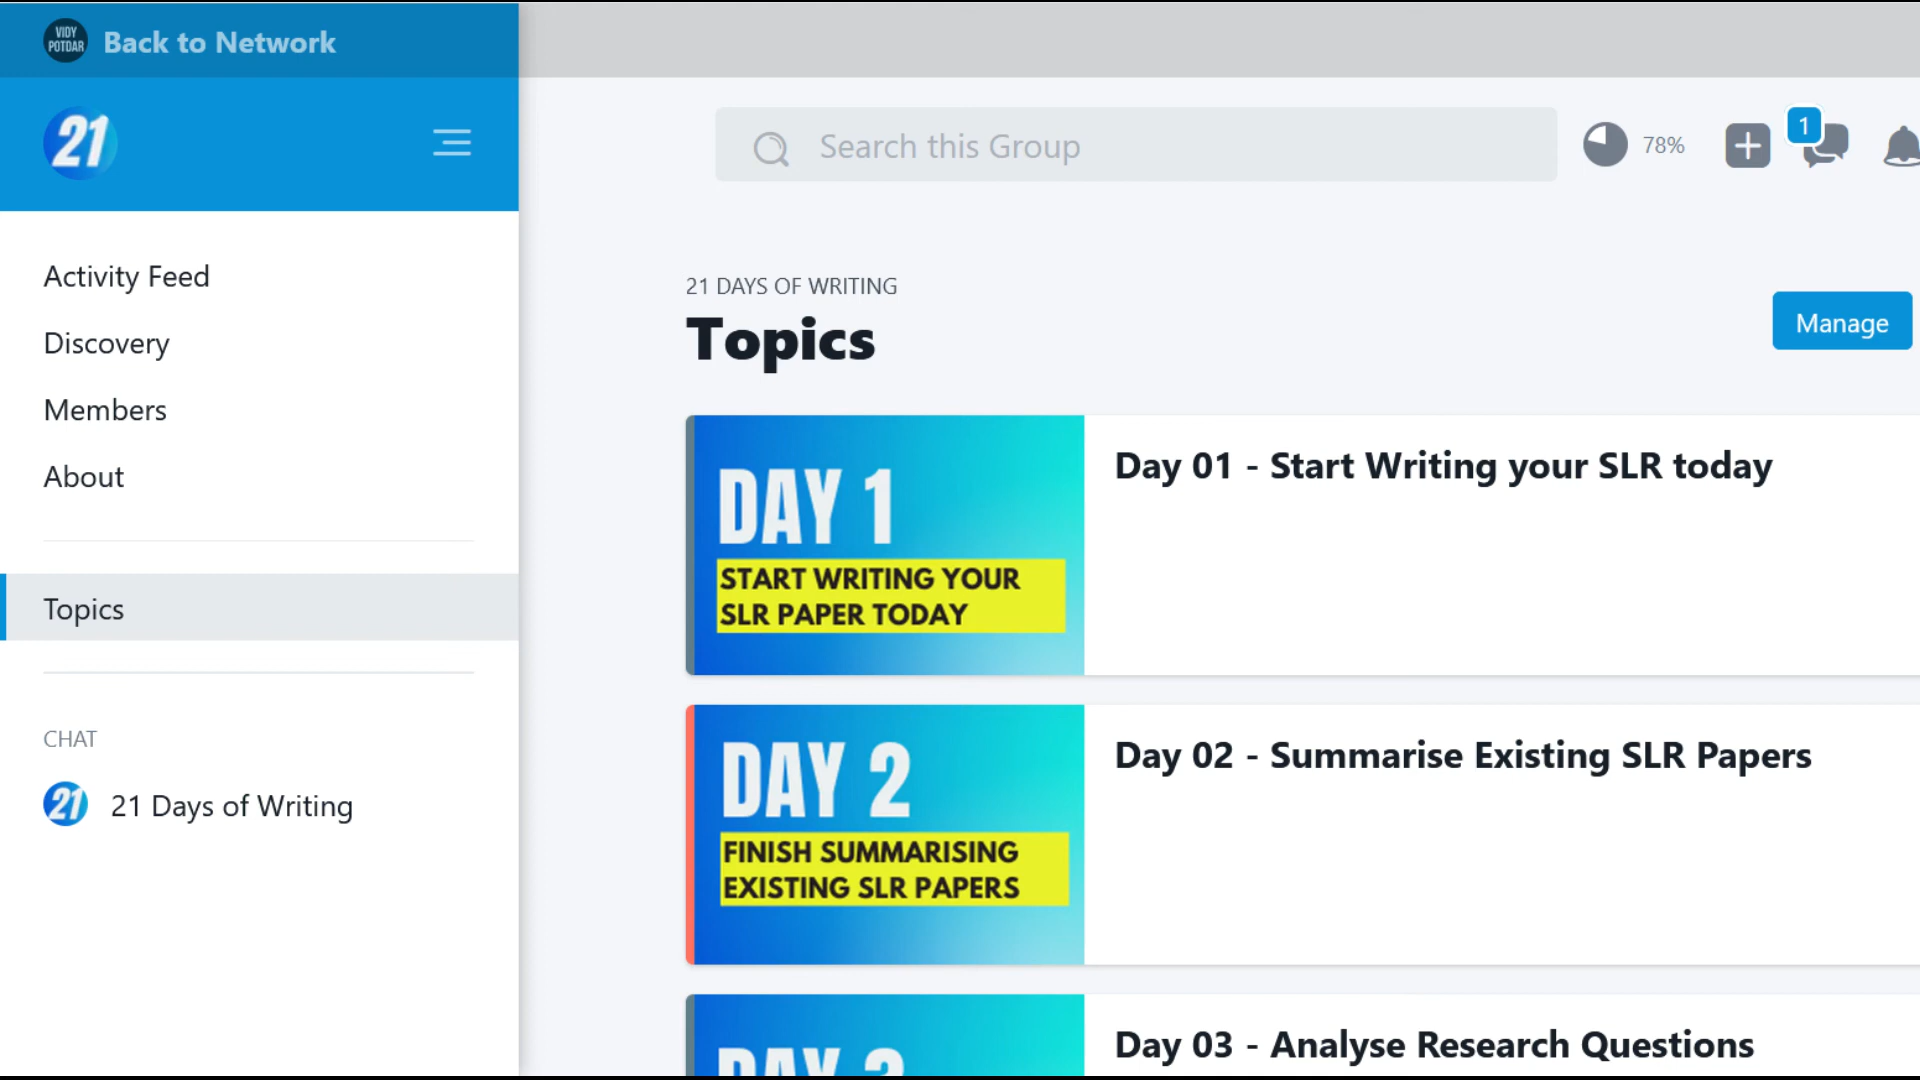 VIDY
POTDAR
Back to Network
21
Search this Group
78%
1
Activity Feed
Discovery
Members
About
Topics
CHAT
21
21 Days of Writing
21 DAYS OF WRITING
Topics
Manage
DAY 1
START WRITING YOUR
SLR PAPER TODAY
Day 01 - Start Writing your SLR today
DAY 2
FINISH SUMMARISING
EXISTING SLR PAPERS
Day 02 - Summarise Existing SLR Papers
DAY 3
Day 03 - Analyse Research Questions